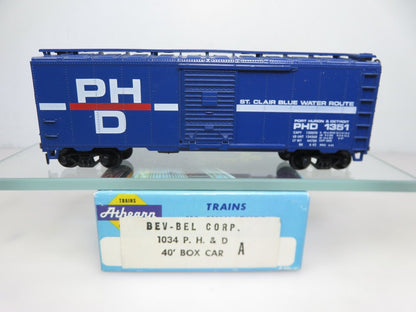 PH
D
ST. CLAIR BLUE WATER ROUTE
PORT HURON & DETROIT
PHD 1351
TRAINS
Athearn
TRAINS
BEV-BEL CORP.
1034 P. H. & D
40' BOX CAR A